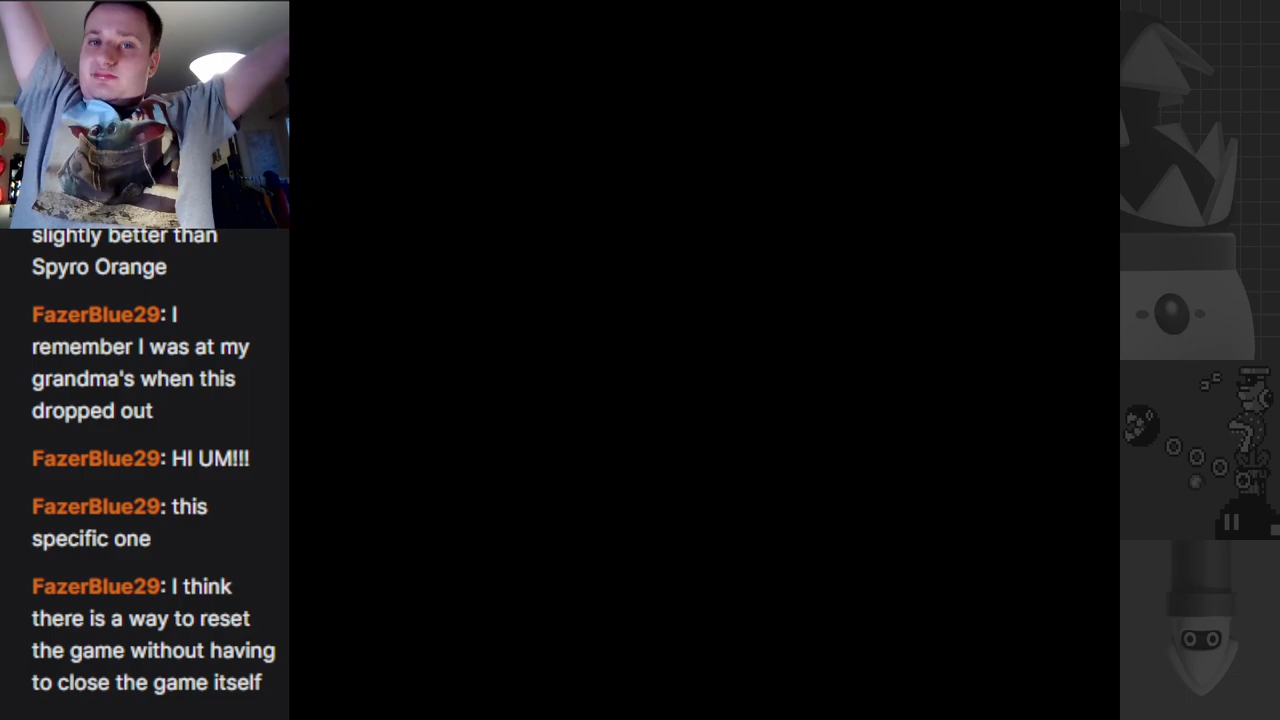 slightly better than
Spyro Orange
FazerBlue29: I
remember I was at my
grandma's when this
dropped out
FazerBlue29: HI UM!!!
FazerBlue29: this
specific one
FazerBlue29: I think
there is a way to reset
the game without having
to close the game itself